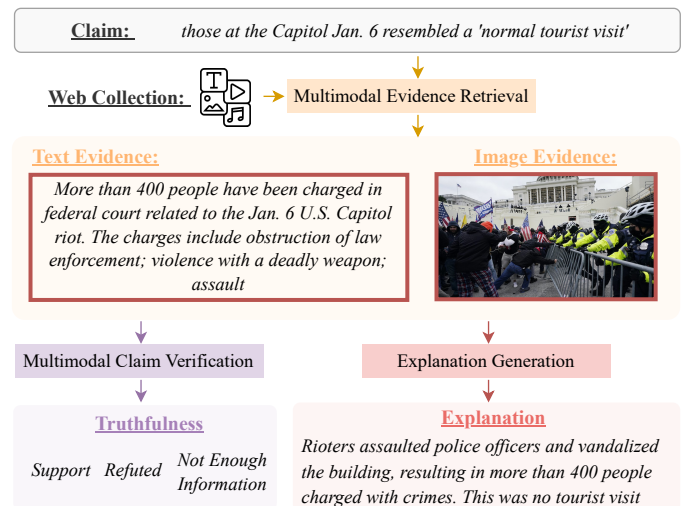 Claim: those at the Capitol Jan. 6 resembled a 'normal tourist visit'
Web Collection:
T
Multimodal Evidence Retrieval
Text Evidence:
More than 400 people have been charged in
federal court related to the Jan. 6 U.S. Capitol
riot. The charges include obstruction of law
enforcement; violence with a deadly weapon;
assault
Image Evidence:
Multimodal Claim Verification
Explanation Generation
Truthfulness
Support Refuted Not Enough
Information
Explanation
Rioters assaulted police officers and vandalized
the building, resulting in more than 400 people
charged with crimes. This was no tourist visit